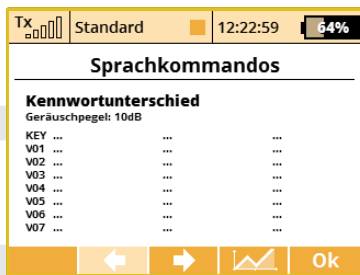 Tx Standard 12:22:59 64%
Sprachkommandos
Kennwortunterschied
Geräuschpegel: 10dB
KEY ... ... ...
V01 ... ... ...
V02 ... ... ...
V03 ... ... ...
V04 ... ... ...
V05 ... ... ...
V06 ... ... ...
V07 ... ... ...
Ok